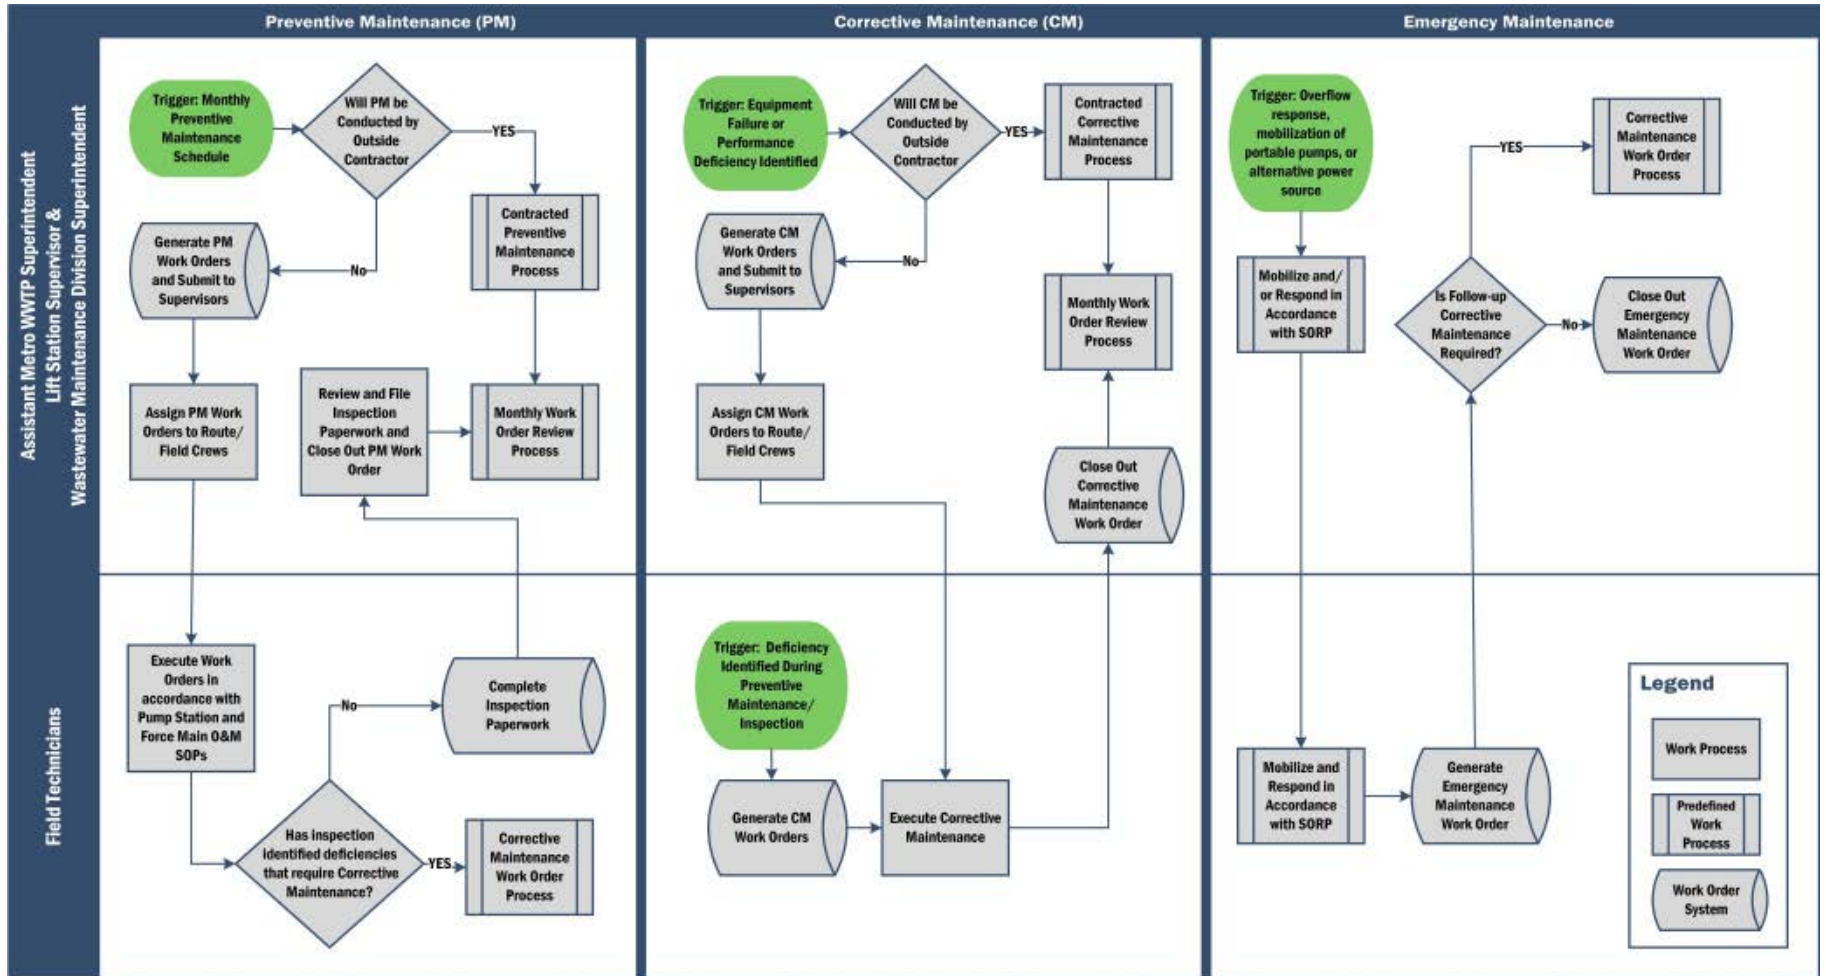 Preventive Maintenance (PM)
Corrective Maintenance (CM)
Emergency Maintenance
Assistant Metro WWTP Superintendent
Lift Station Supervisor &
Wastewater Maintenance Division Superintendent
Field Technicians
Trigger: Monthly
Preventive
Maintenance
Schedule
Will PM be
Conducted by
Outside
Contractor
YES
No
Contracted
Preventive
Maintenance
Process
Generate PM
Work Orders
and Submit to
Supervisors
Assign PM Work
Orders to Route/
Field Crews
Review and File
Inspection
Paperwork and
Close Out PM Work
Order
Monthly Work
Order Review
Process
Execute Work
Orders in
accordance with
Pump Station and
Force Main O&M
SOPs
No
Complete
Inspection
Paperwork
Has inspection
identified deficiencies
that require Corrective
Maintenance?
YES
Corrective
Maintenance
Work Order
Process
Trigger: Equipment
Failure or
Performance
Deficiency Identified
Will CM be
Conducted by
Outside
Contractor
YES
No
Contracted
Corrective
Maintenance
Process
Generate CM
Work Orders
and Submit to
Supervisors
Monthly Work
Order Review
Process
Assign CM Work
Orders to Route/
Field Crews
Close Out
Corrective
Maintenance
Work Order
Trigger: Deficiency
Identified During
Preventive
Maintenance/
Inspection
Generate CM
Work Orders
Execute Corrective
Maintenance
Trigger: Overflow
response,
mobilization of
portable pumps, or
alternative power
source
YES
Corrective
Maintenance
Work Order
Process
Mobilize and/
or Respond in
Accordance
with SORP
Is Follow-up
Corrective
Maintenance
Required?
No
Close Out
Emergency
Maintenance
Work Order
Mobilize and
Respond in
Accordance
with SORP
Generate
Emergency
Maintenance
Work Order
Legend
Work Process
Predefined
Work
Process
Work Order
System